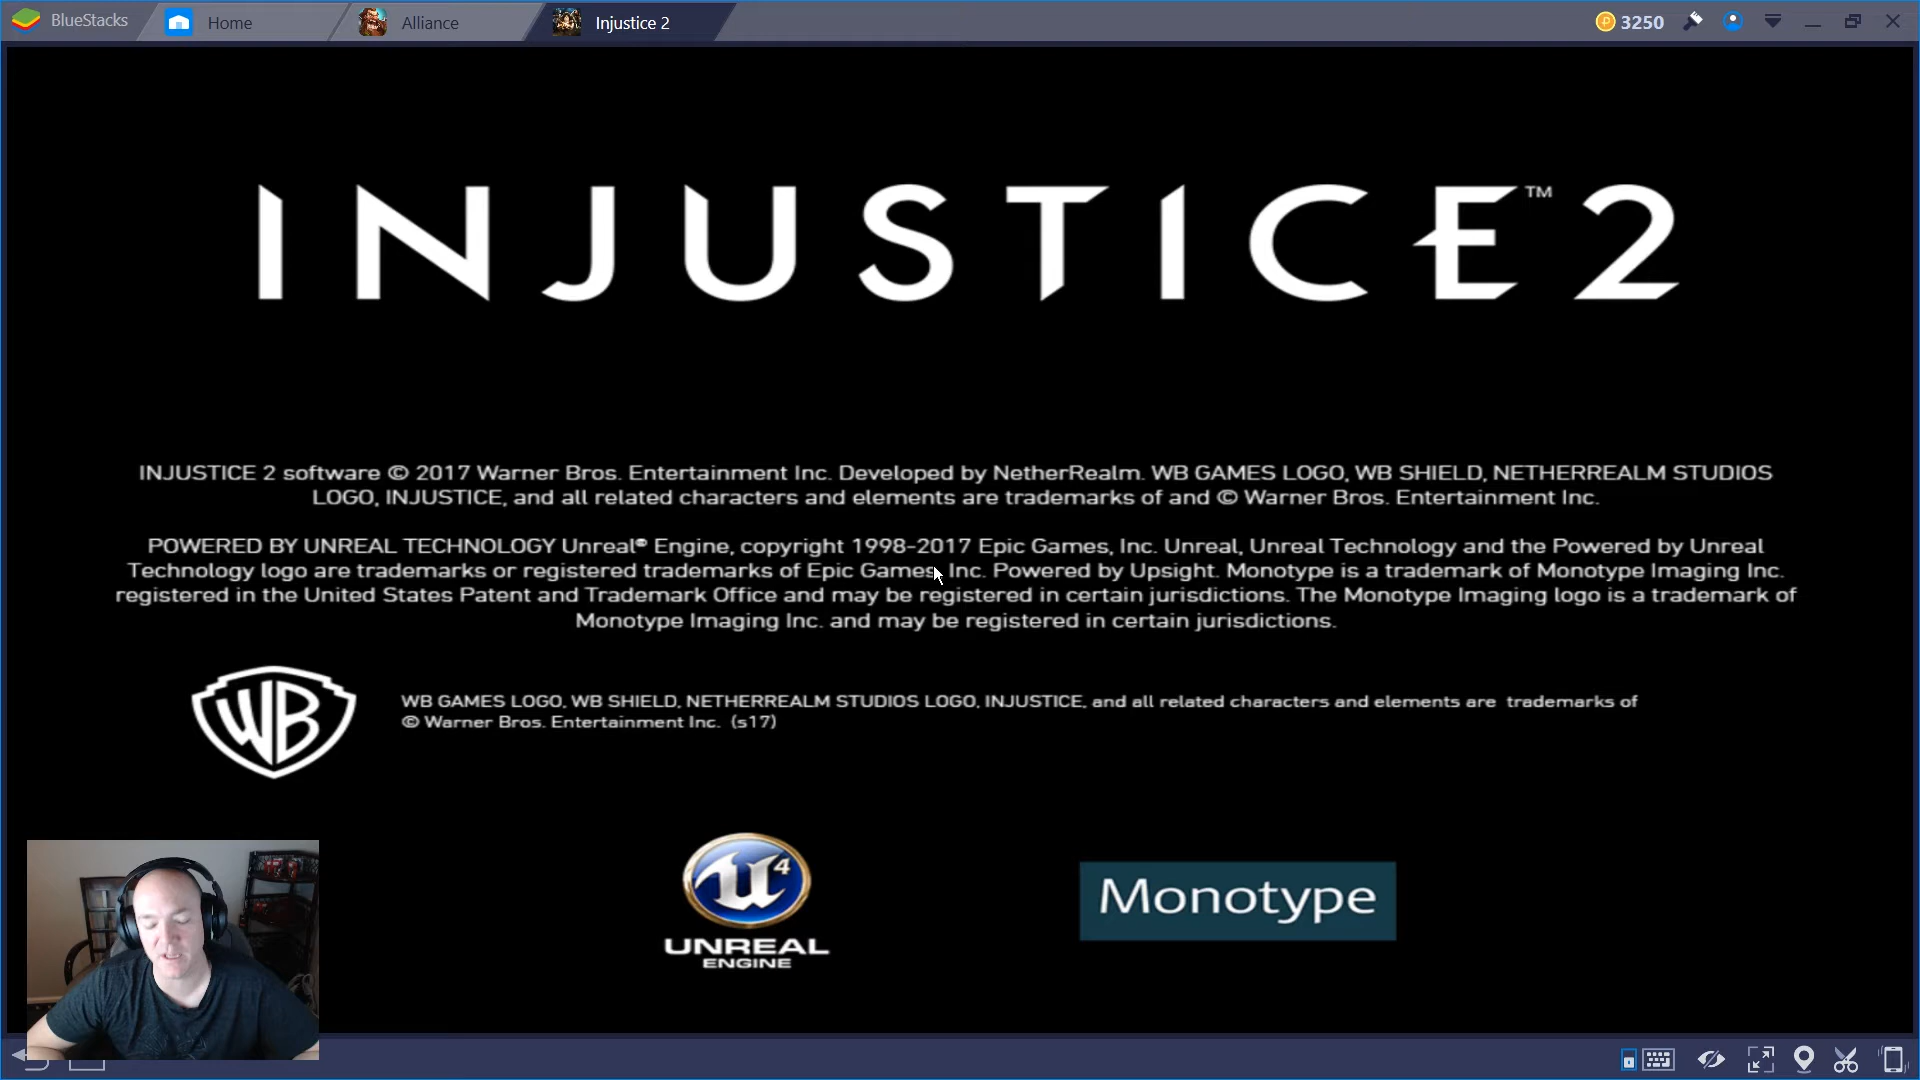 BlueStacks
Home
Alliance
Injustice 2
3250
INJUSTICE™2
INJUSTICE 2 software © 2017 Warner Bros. Entertainment Inc. Developed by NetherRealm. WB GAMES LOGO, WB SHIELD, NETHERREALM STUDIOS
LOGO, INJUSTICE, and all related characters and elements are trademarks of and © Warner Bros. Entertainment Inc.
POWERED BY UNREAL TECHNOLOGY Unreal® Engine, copyright 1998-2017 Epic Games, Inc. Unreal, Unreal Technology and the Powered by Unreal
Technology logo are trademarks or registered trademarks of Epic Games, Inc. Powered by Upsight. Monotype is a trademark of Monotype Imaging Inc.
registered in the United States Patent and Trademark Office and may be registered in certain jurisdictions. The Monotype Imaging logo is a trademark of
Monotype Imaging Inc. and may be registered in certain jurisdictions.
WB
WB GAMES LOGO, WB SHIELD, NETHERREALM STUDIOS LOGO, INJUSTICE, and all related characters and elements are trademarks of
© Warner Bros. Entertainment Inc. (s17)
U4
UNREAL
ENGINE
Monotype